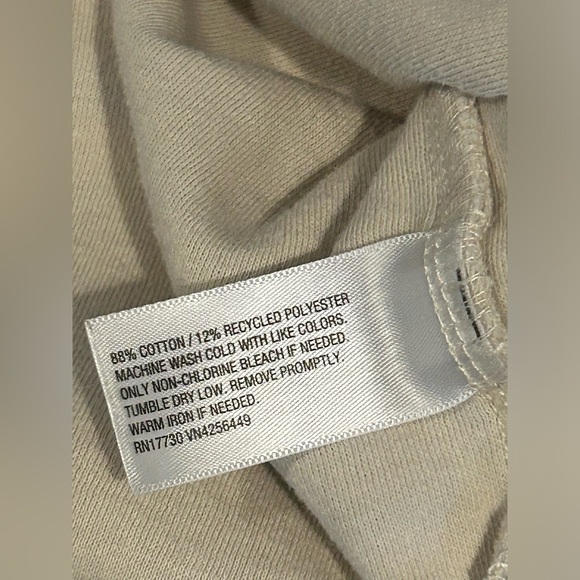 88% COTTON / 12% RECYCLED POLYESTER
MACHINE WASH COLD WITH LIKE COLORS.
ONLY NON-CHLORINE BLEACH IF NEEDED.
TUMBLE DRY LOW. REMOVE PROMPTLY.
WARM IRON IF NEEDED.
RN17730 VN4256449